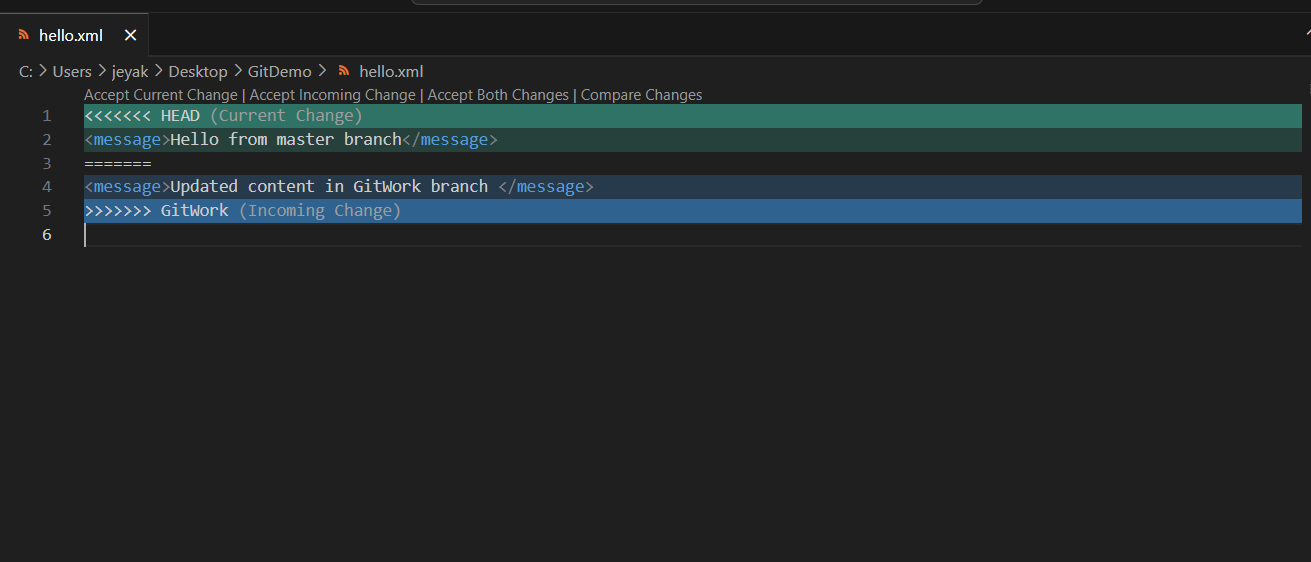 hello.xml
C: > Users > jeyak > Desktop > GitDemo > hello.xml
Accept Current Change | Accept Incoming Change | Accept Both Changes | Compare Changes
1 <<<<<<< HEAD (Current Change)
2 <message>Hello from master branch</message>
3 =======
4 <message>Updated content in GitWork branch </message>
5 >>>>>>> GitWork (Incoming Change)
6